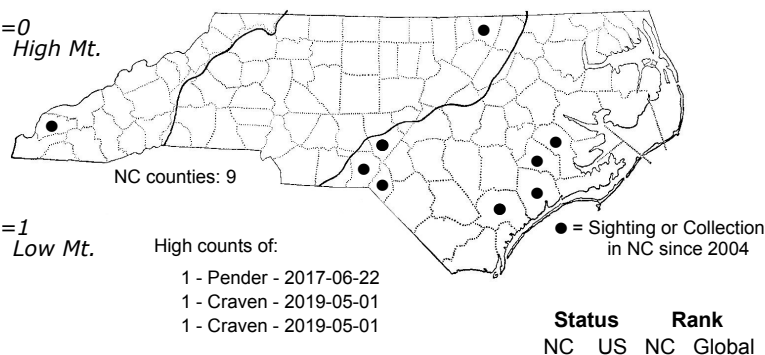 =0
High Mt.
NC counties: 9
=1
Low Mt.
High counts of:
1 - Pender - 2017-06-22
1 - Craven - 2019-05-01
1 - Craven - 2019-05-01
● = Sighting or Collection
in NC since 2004
Status Rank
NC US NC Global